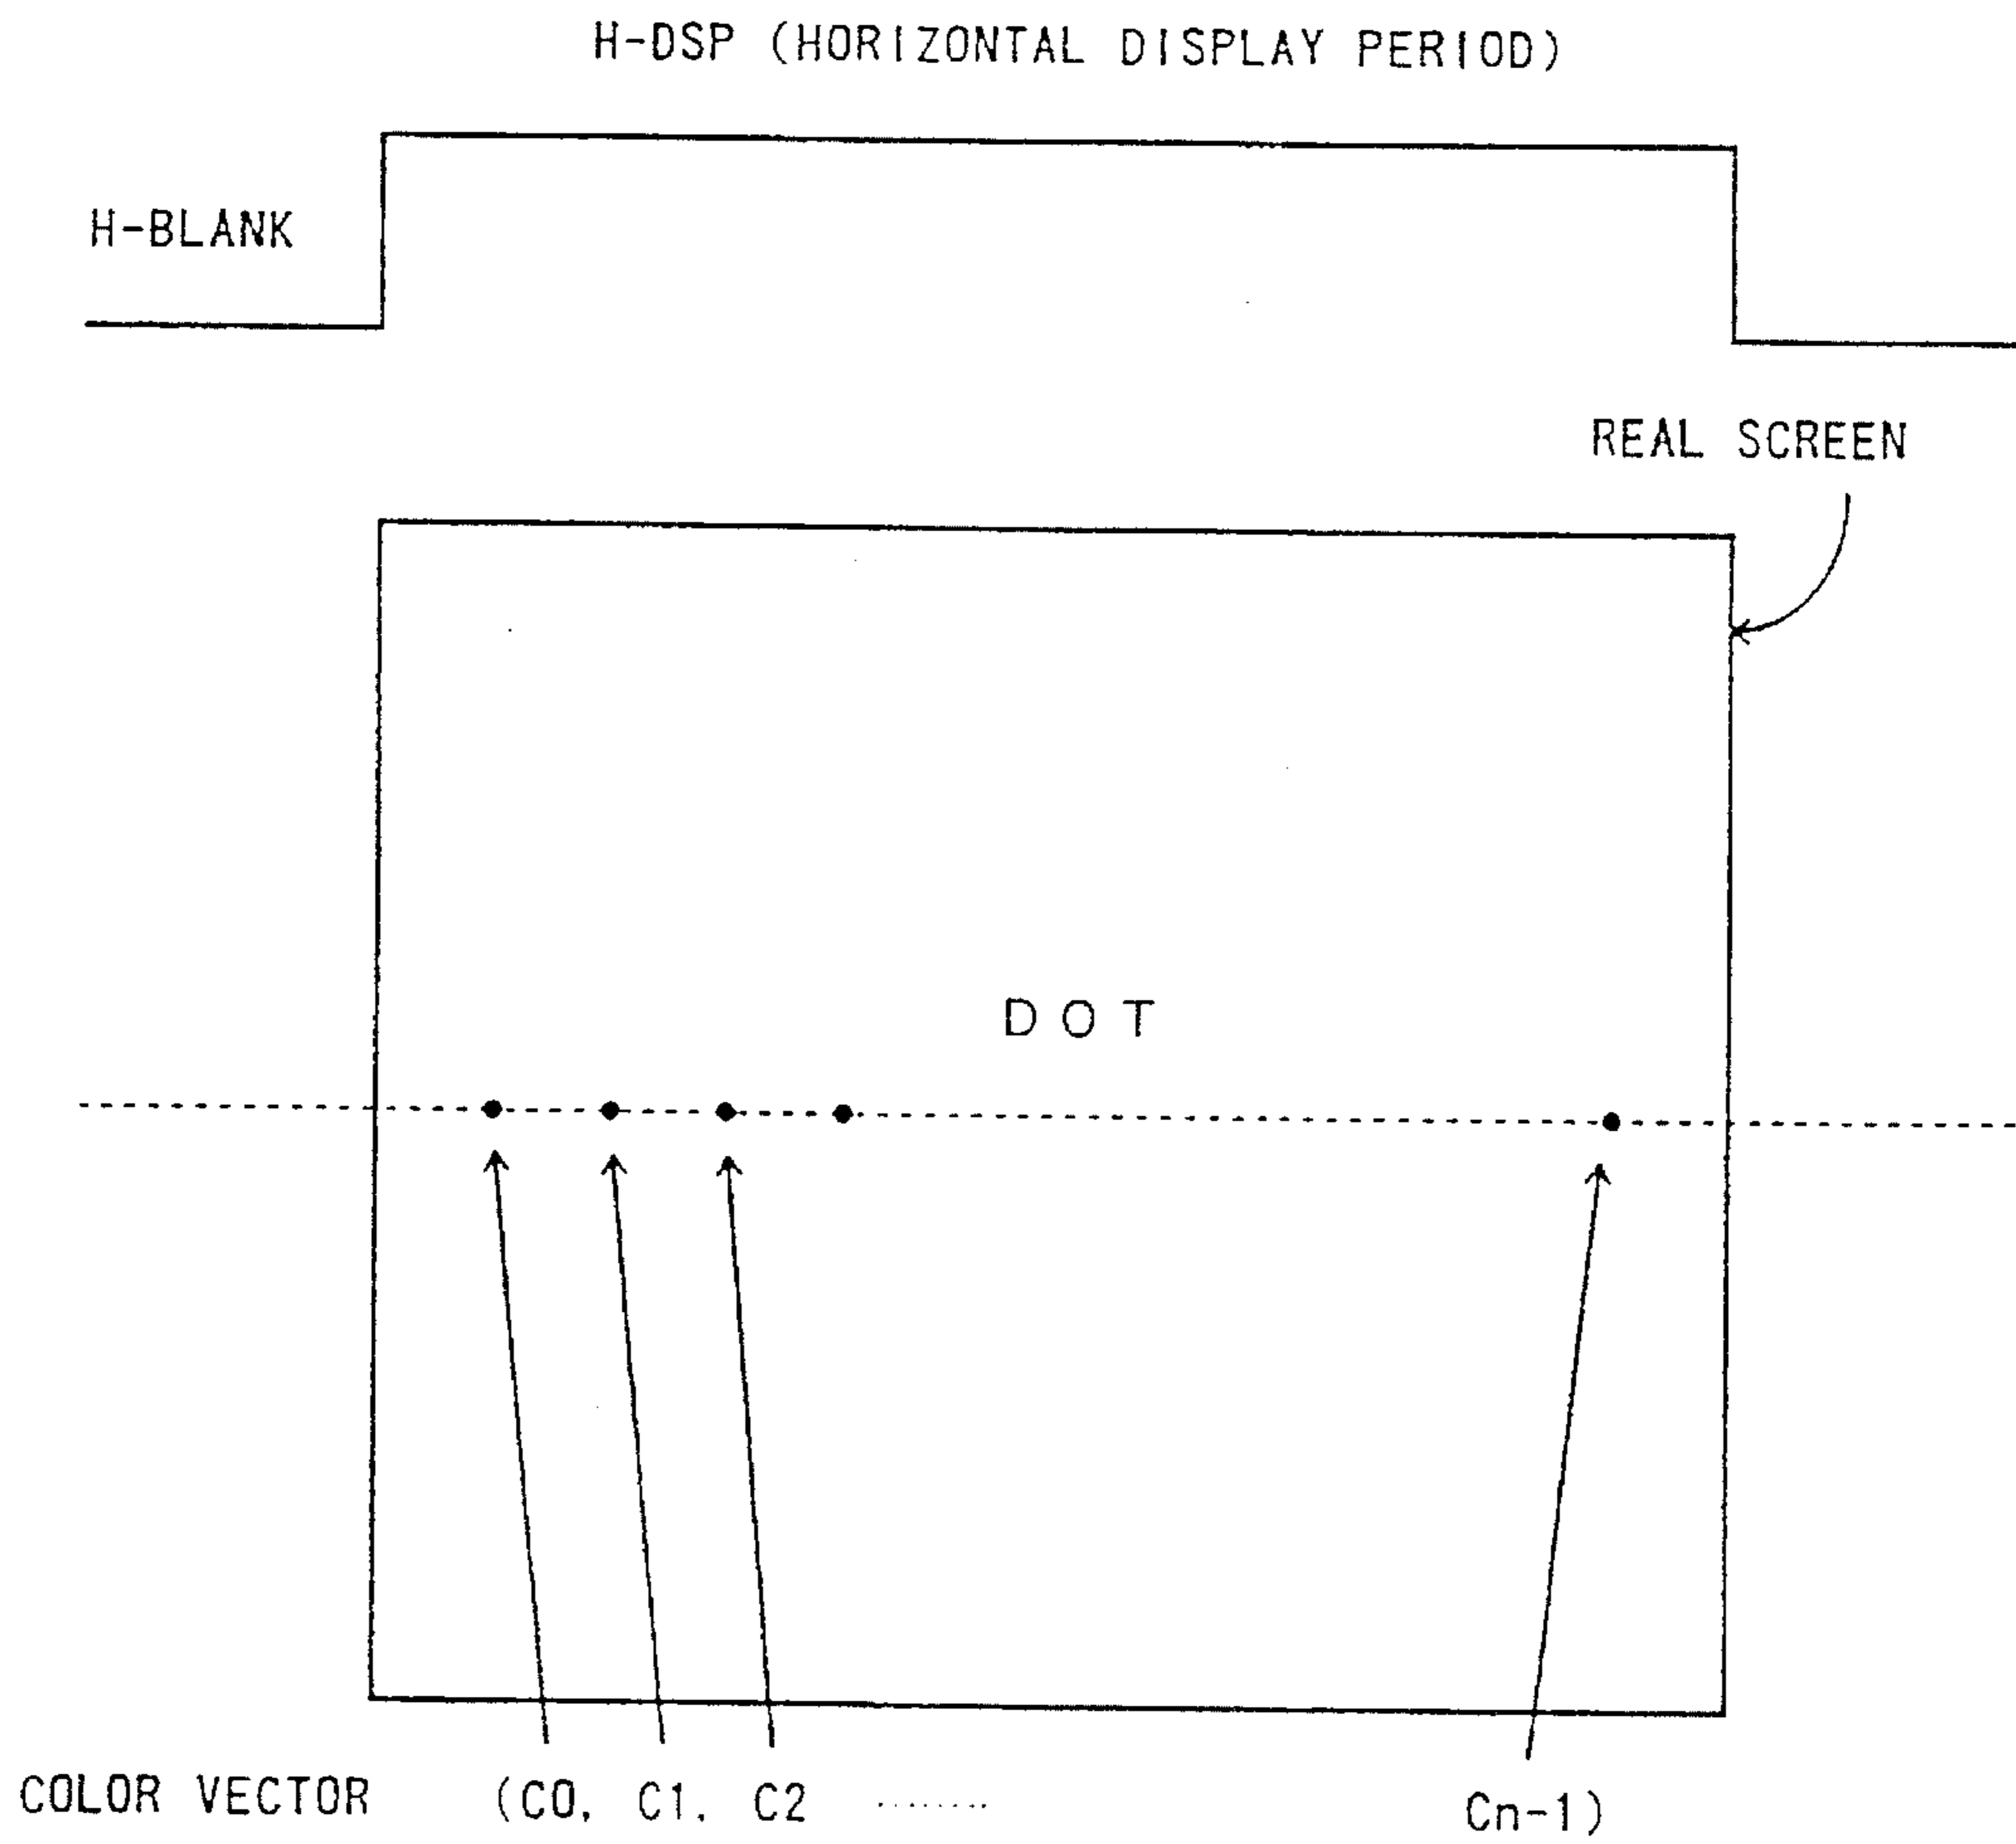 H-DSP (HORIZONTAL DISPLAY PERIOD)
H-BLANK
REAL SCREEN
DOT
COLOR VECTOR (C0, C1, C2 ········· Cn-1)